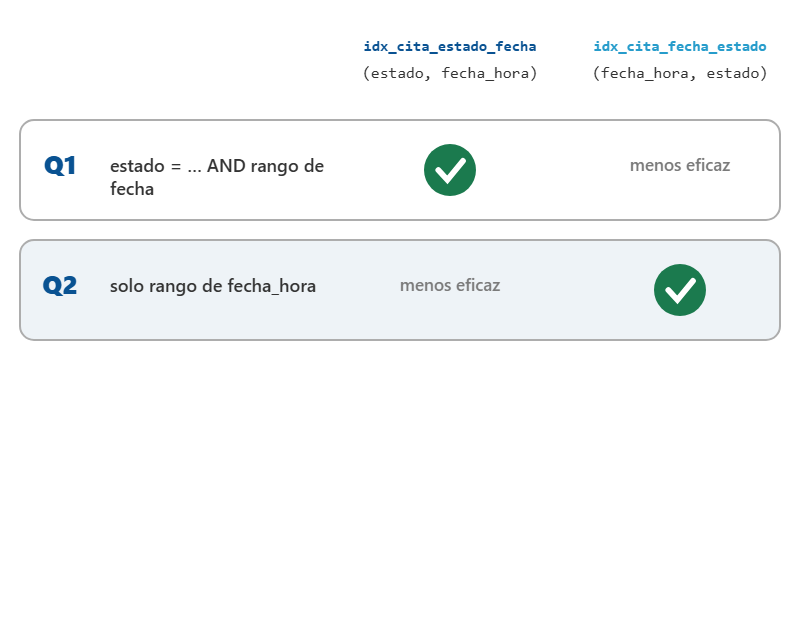 idx_cita_estado_fecha idx_cita_fecha_estado
(estado, fecha_hora) (fecha_hora, estado)
Q1 estado = ... AND rango de fecha menos eficaz
Q2 solo rango de fecha_hora menos eficaz